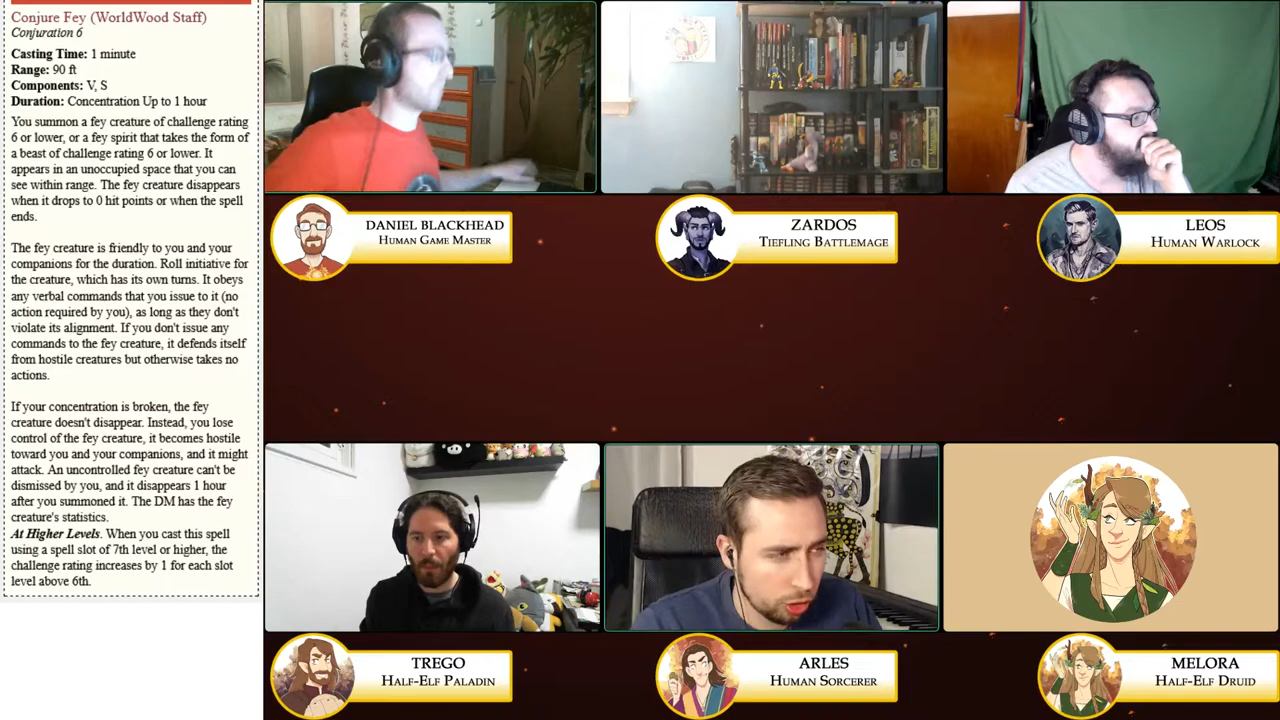 Conjure Fey (WorldWood Staff)
Conjuration 6
Casting Time: 1 minute
Range: 90 ft
Components: V, S
Duration: Concentration Up to 1 hour
You summon a fey creature of challenge rating
6 or lower, or a fey spirit that takes the form of
a beast of challenge rating 6 or lower. It
appears in an unoccupied space that you can
see within range. The fey creature disappears
when it drops to 0 hit points or when the spell
ends.
The fey creature is friendly to you and your
companions for the duration. Roll initiative for
the creature, which has its own turns. It obeys
any verbal commands that you issue to it (no
action required by you), as long as they don't
violate its alignment. If you don't issue any
commands to the fey creature, it defends itself
from hostile creatures but otherwise takes no
actions.
If your concentration is broken, the fey
creature doesn't disappear. Instead, you lose
control of the fey creature, it becomes hostile
toward you and your companions, and it might
attack. An uncontrolled fey creature can't be
dismissed by you, and it disappears 1 hour
after you summoned it. The DM has the fey
creature's statistics.
At Higher Levels. When you cast this spell
using a spell slot of 7th level or higher, the
challenge rating increases by 1 for each slot
level above 6th.
DANIEL BLACKHEAD
HUMAN GAME MASTER
ZARDOS
TIEFLING BATTLEMAGE
LEOS
HUMAN WARLOCK
TREGO
HALF-ELF PALADIN
ARLES
HUMAN SORCERER
MELORA
HALF-ELF DRUID